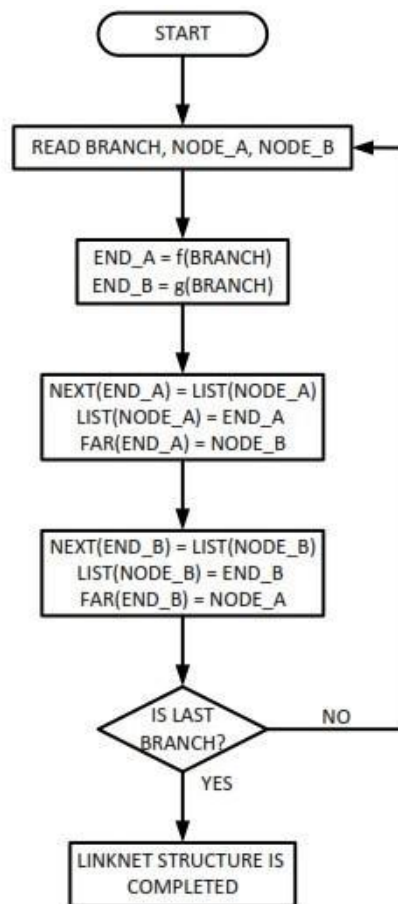 START
READ BRANCH, NODE_A, NODE_B
END_A = f(BRANCH)
END_B = g(BRANCH)
NEXT(END_A) = LIST(NODE_A)
LIST(NODE_A) = END_A
FAR(END_A) = NODE_B
NEXT(END_B) = LIST(NODE_B)
LIST(NODE_B) = END_B
FAR(END_B) = NODE_A
IS LAST
BRANCH?
NO
YES
LINKNET STRUCTURE IS
COMPLETED